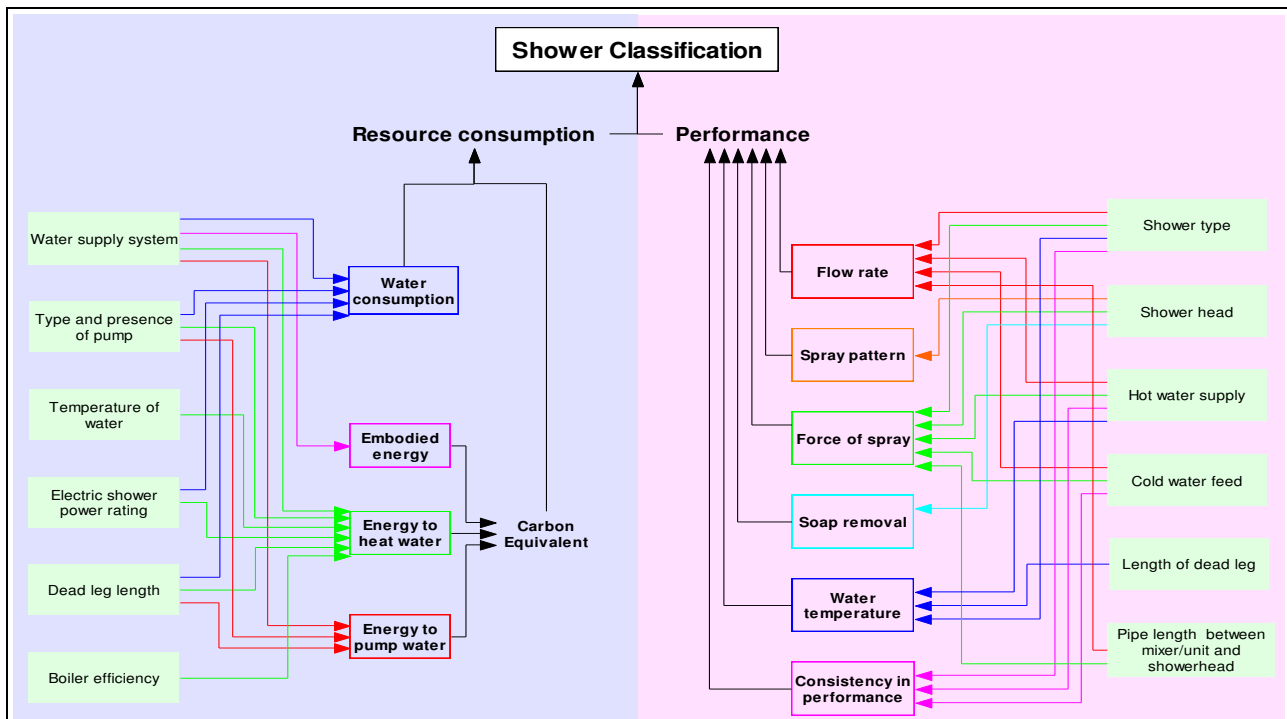 Shower Classification
Resource consumption
Performance
Water supply system
Type and presence
of pump
Temperature of
water
Electric shower
power rating
Dead leg length
Boiler efficiency
Water
consumption
Embodied
energy
Energy to
heat water
Energy to
pump water
Carbon
Equivalent
Flow rate
Spray pattern
Force of spray
Soap removal
Water
temperature
Consistency in
performance
Shower type
Shower head
Hot water supply
Cold water feed
Length of dead leg
Pipe length between
mixer/unit and
showerhead